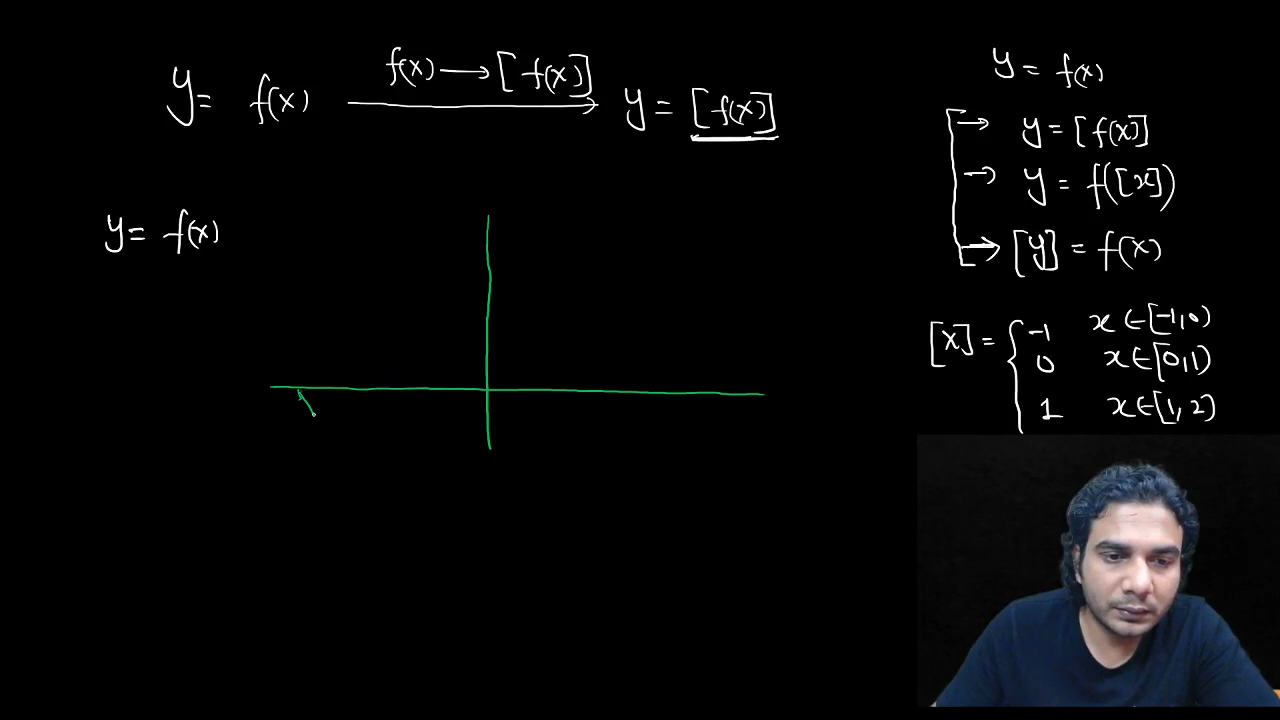 f(x) → [f(x)]
y = f(x) → y = [f(x)]
y = f(x)
y = f(x)
→ y = [f(x)]
→ y = f([x])
→ [y] = f(x)
[x] = { -1 x ∈ [-1, 0)
0 x ∈ [0, 1)
1 x ∈ [1, 2)